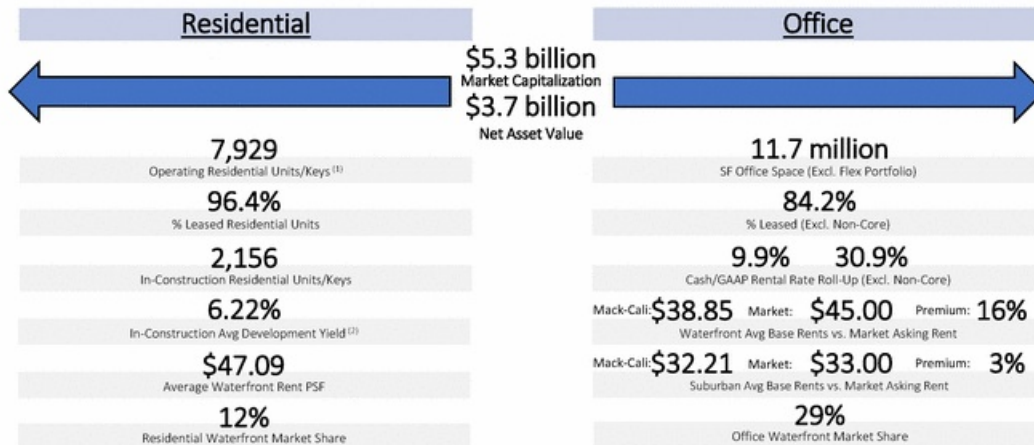 Residential
Office
$5.3 billion
Market Capitalization
$3.7 billion
Net Asset Value
7,929
Operating Residential Units/Keys (1)
96.4%
% Leased Residential Units
2,156
In-Construction Residential Units/Keys
6.22%
In-Construction Avg Development Yield (2)
$47.09
Average Waterfront Rent PSF
12%
Residential Waterfront Market Share
11.7 million
SF Office Space (Excl. Flex Portfolio)
84.2%
% Leased (Excl. Non-Core)
9.9% 30.9%
Cash/GAAP Rental Rate Roll-Up (Excl. Non-Core)
Mack-Cali: $38.85 Market: $45.00 Premium: 16%
Waterfront Avg Base Rents vs. Market Asking Rent
Mack-Cali: $32.21 Market: $33.00 Premium: 3%
Suburban Avg Base Rents vs. Market Asking Rent
29%
Office Waterfront Market Share